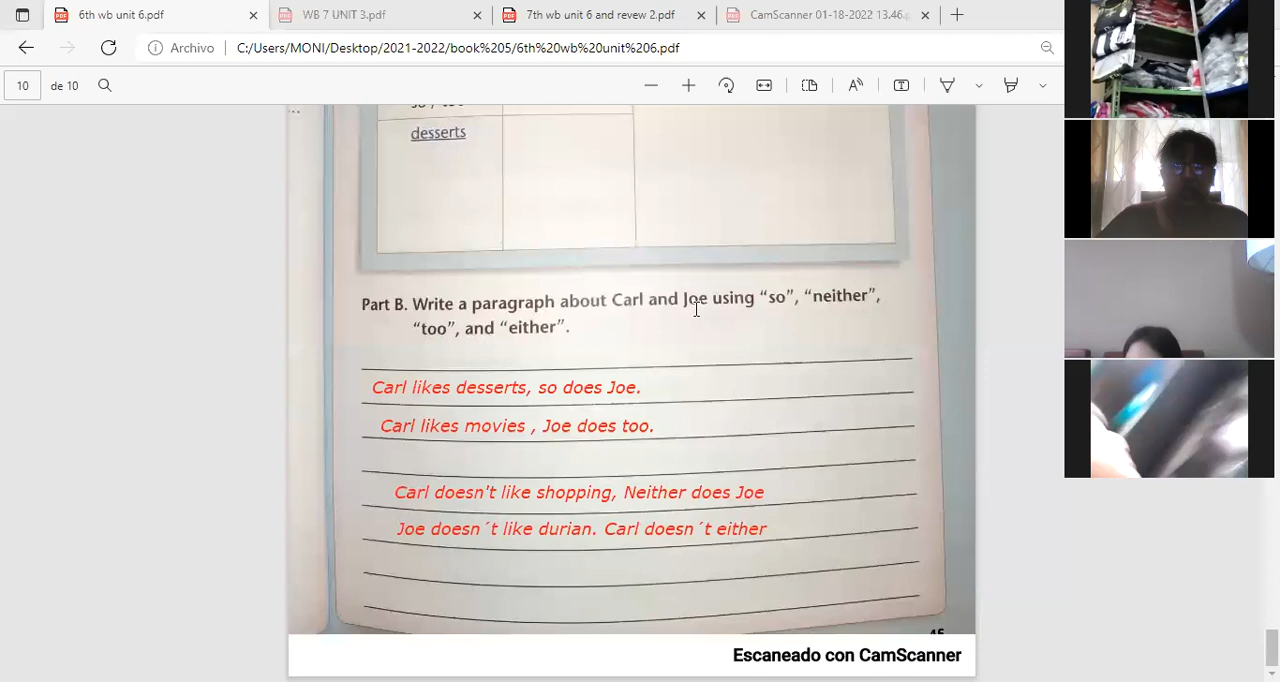 6th wb unit 6.pdf
WB 7 UNIT 3.pdf
7th wb unit 6 and revew 2.pdf
CamScanner 01-18-2022 13.46.p
Archivo
C:/Users/MONI/Desktop/2021-2022/book%205/6th%20wb%20unit%206.pdf
10
de 10
desserts
Part B. Write a paragraph about Carl and Joe using “so”, “neither”,
“too”, and “either”.
Carl likes desserts, so does Joe.
Carl likes movies , Joe does too.
Carl doesn't like shopping, Neither does Joe
Joe doesn´t like durian. Carl doesn´t either
Escaneado con CamScanner